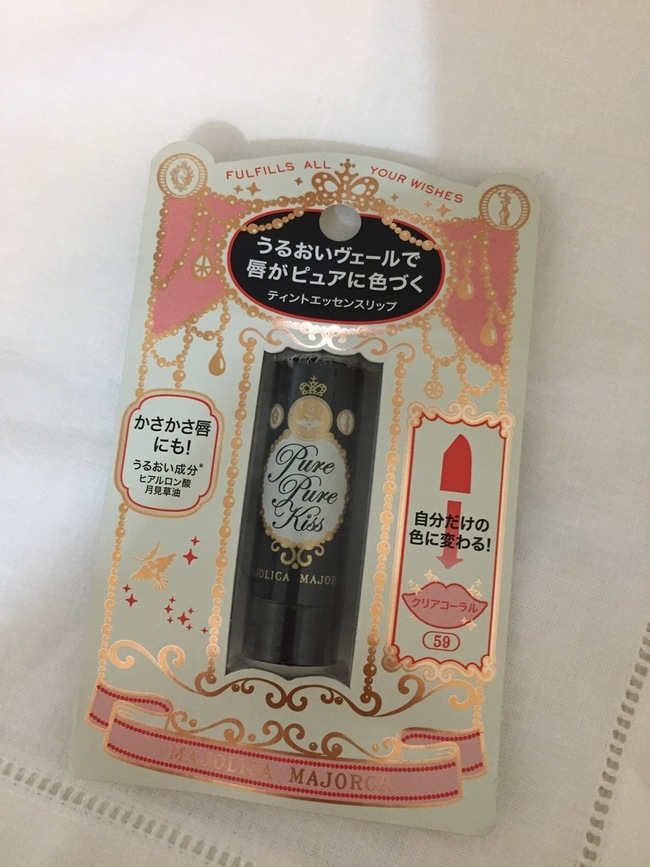 FULFILLS ALL YOUR WISHES
うるおいヴェールで
唇がピュアに色づく
ティントエッセンスリップ
かさかさ唇
にも!
うるおい成分*
ヒアルロン酸
月見草油
Pure
Pure
Kiss
JOLICA MAJOR
自分だけの
色に変わる!
クリアコーラル
59
MAJOLICA MAJORCA